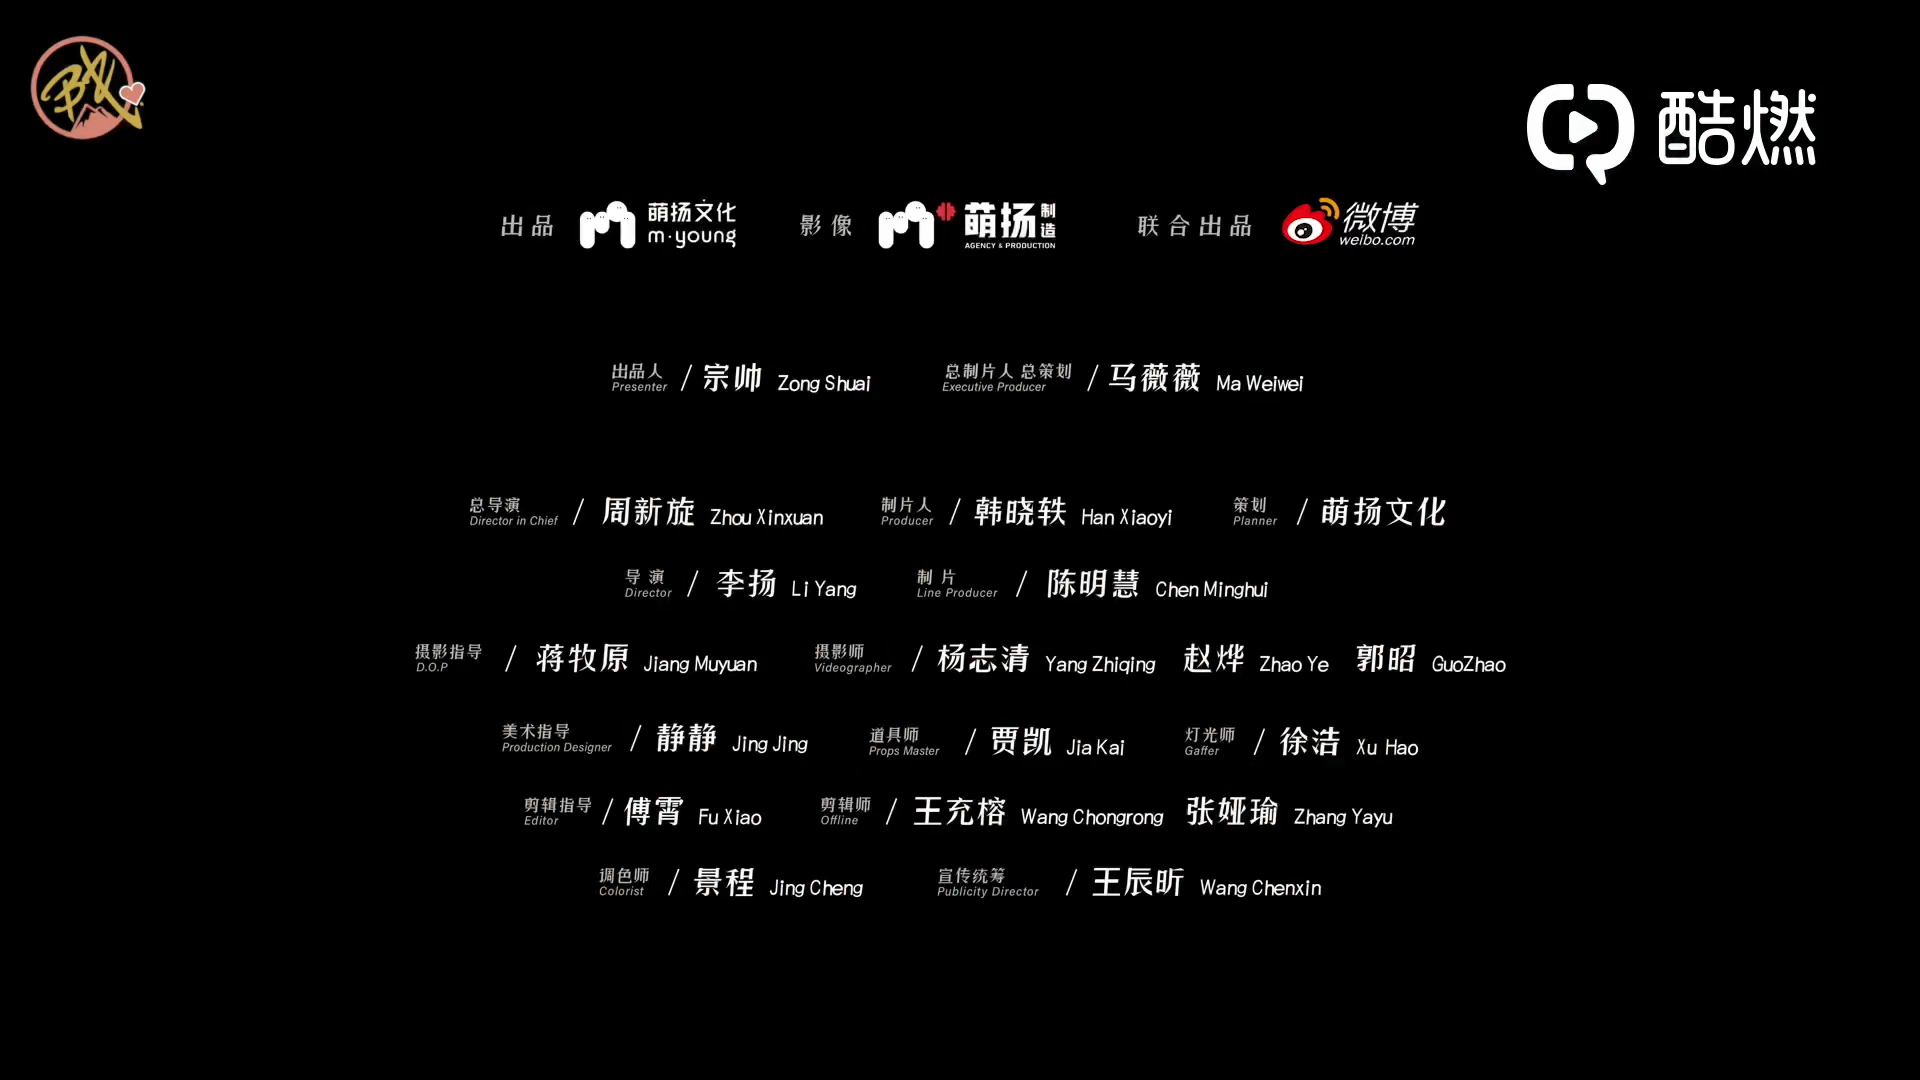 酷燃
出品 萌扬文化 影像 萌扬制造 联合出品 微博
m·young AGENCY & PRODUCTION weibo.com
出品人 / 宗帅 Zong Shuai 总制片人 总策划 / 马薇薇 Ma Weiwei
Presenter Executive Producer
总导演 / 周新旋 Zhou Xinxuan 制片人 / 韩晓轶 Han Xiaoyi 策划 / 萌扬文化
Director in Chief Producer Planner
导 演 / 李扬 Li Yang 制 片 / 陈明慧 Chen Minghui
Director Line Producer
摄影指导 / 蒋牧原 Jiang Muyuan 摄影师 / 杨志清 Yang Zhiqing 赵烨 Zhao Ye 郭昭 GuoZhao
D.O.P Videographer
美术指导 / 静静 Jing Jing 道具师 / 贾凯 Jia Kai 灯光师 / 徐浩 Xu Hao
Production Designer Props Master Gaffer
剪辑指导 / 傅霄 Fu Xiao 剪辑师 / 王充榕 Wang Chongrong 张娅瑜 Zhang Yayu
Editor Offline
调色师 / 景程 Jing Cheng 宣传统筹 / 王辰昕 Wang Chenxin
Colorist Publicity Director